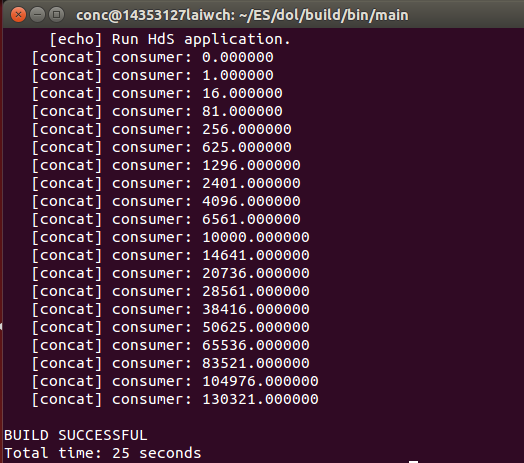 conc@14353127laiwch: ~/ES/dol/build/bin/main
[echo] Run HdS application.
[concat] consumer: 0.000000
[concat] consumer: 1.000000
[concat] consumer: 16.000000
[concat] consumer: 81.000000
[concat] consumer: 256.000000
[concat] consumer: 625.000000
[concat] consumer: 1296.000000
[concat] consumer: 2401.000000
[concat] consumer: 4096.000000
[concat] consumer: 6561.000000
[concat] consumer: 10000.000000
[concat] consumer: 14641.000000
[concat] consumer: 20736.000000
[concat] consumer: 28561.000000
[concat] consumer: 38416.000000
[concat] consumer: 50625.000000
[concat] consumer: 65536.000000
[concat] consumer: 83521.000000
[concat] consumer: 104976.000000
[concat] consumer: 130321.000000
BUILD SUCCESSFUL
Total time: 25 seconds